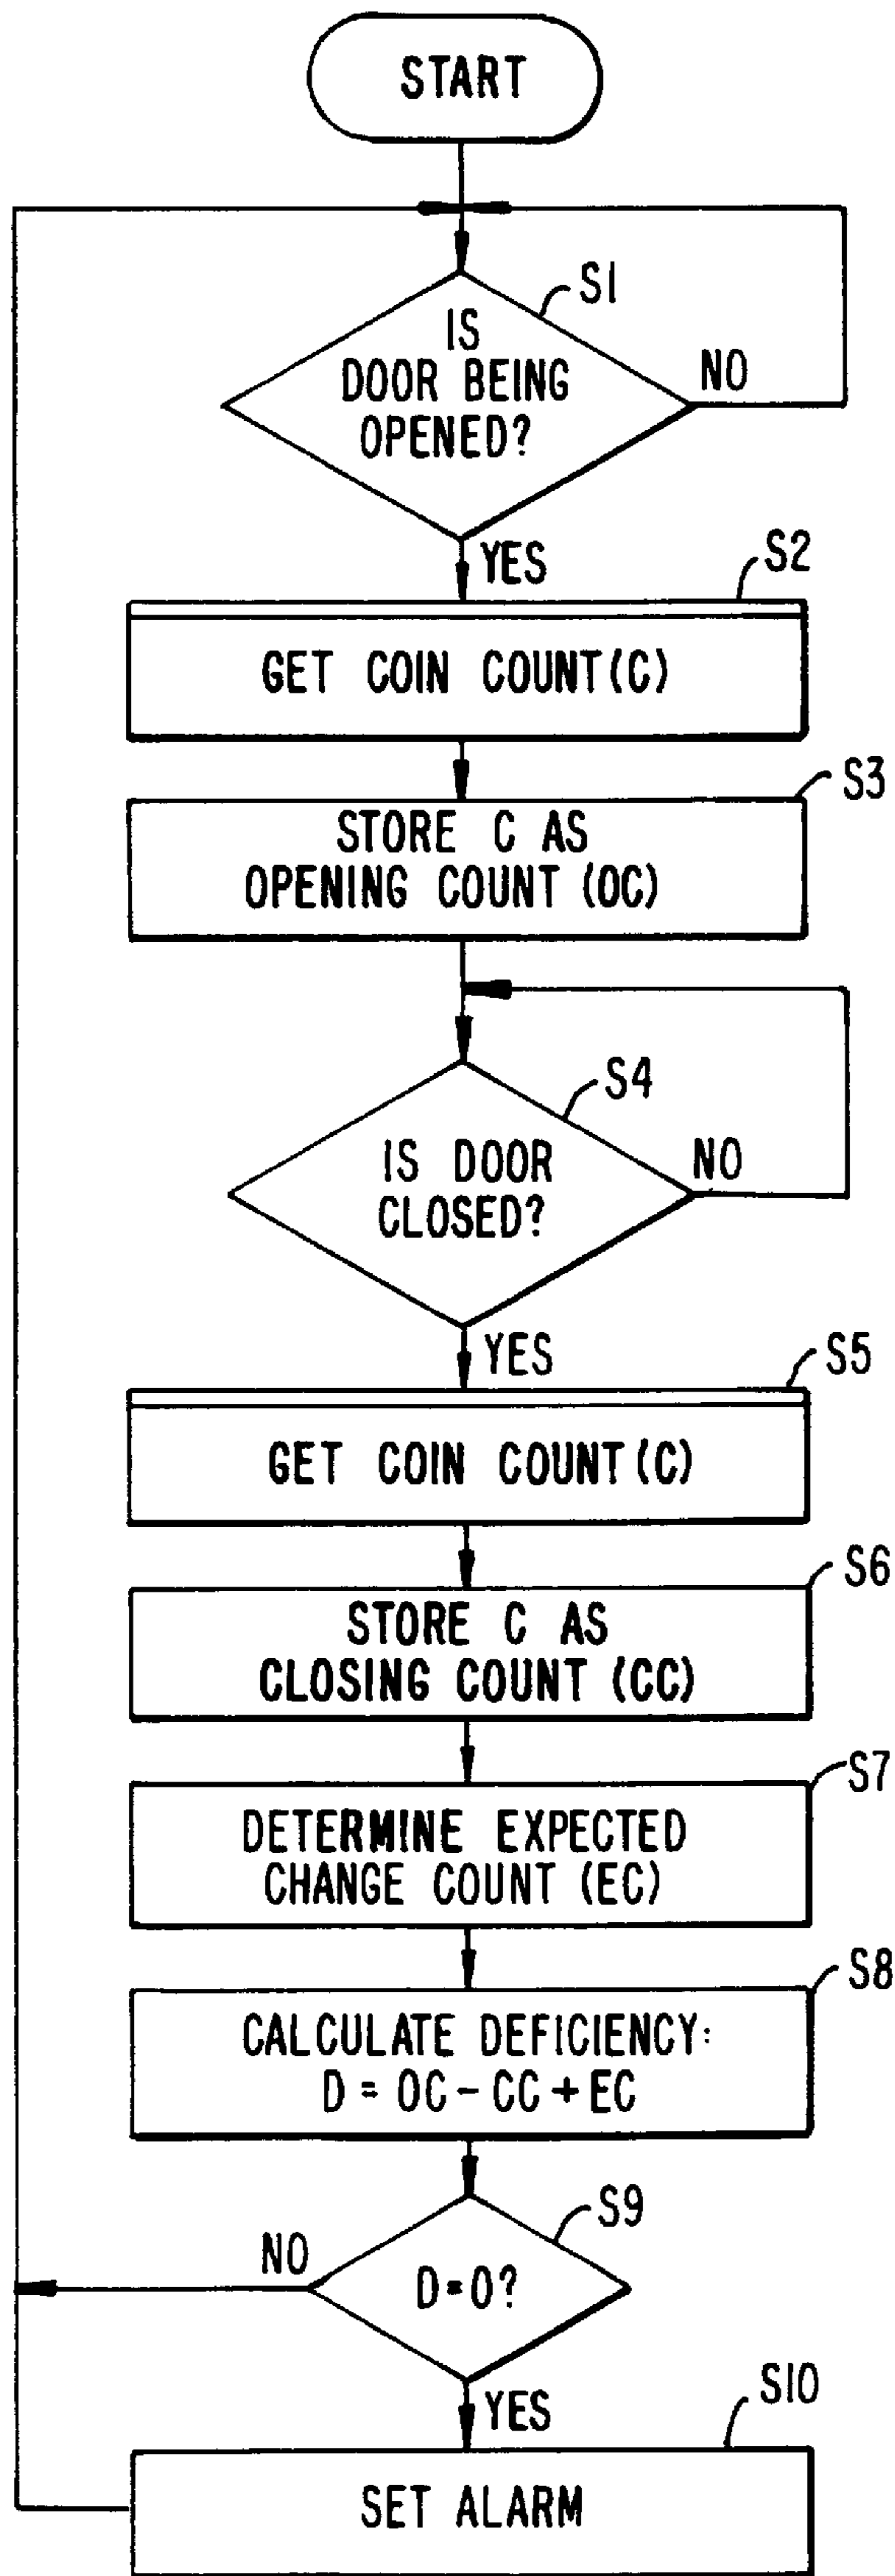 START
S1
IS
DOOR BEING
OPENED?
NO
YES
S2
GET COIN COUNT(C)
S3
STORE C AS
OPENING COUNT (OC)
S4
IS DOOR
CLOSED?
NO
YES
S5
GET COIN COUNT(C)
S6
STORE C AS
CLOSING COUNT (CC)
S7
DETERMINE EXPECTED
CHANGE COUNT (EC)
S8
CALCULATE DEFICIENCY:
D = OC - CC + EC
S9
NO
D=0?
YES
S10
SET ALARM